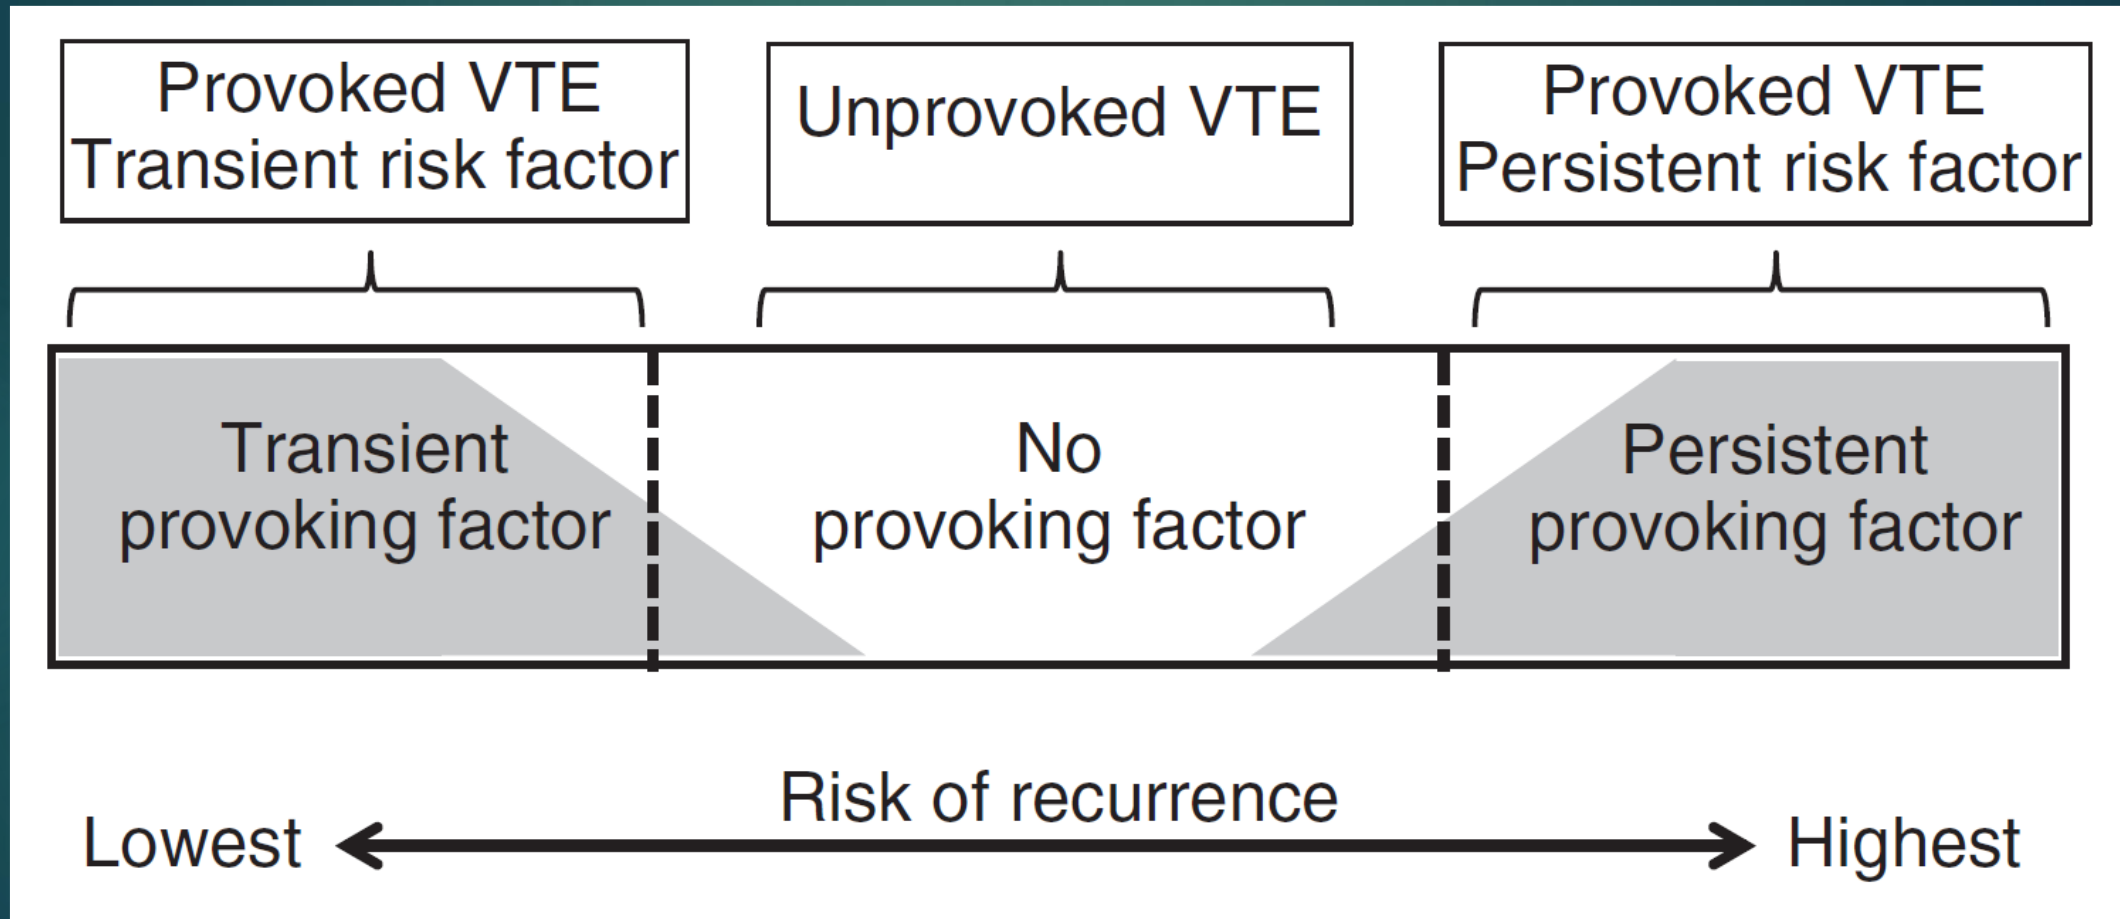 Provoked VTE
Transient risk factor
Unprovoked VTE
Provoked VTE
Persistent risk factor
Transient
provoking factor
No
provoking factor
Persistent
provoking factor
Risk of recurrence
Lowest
Highest